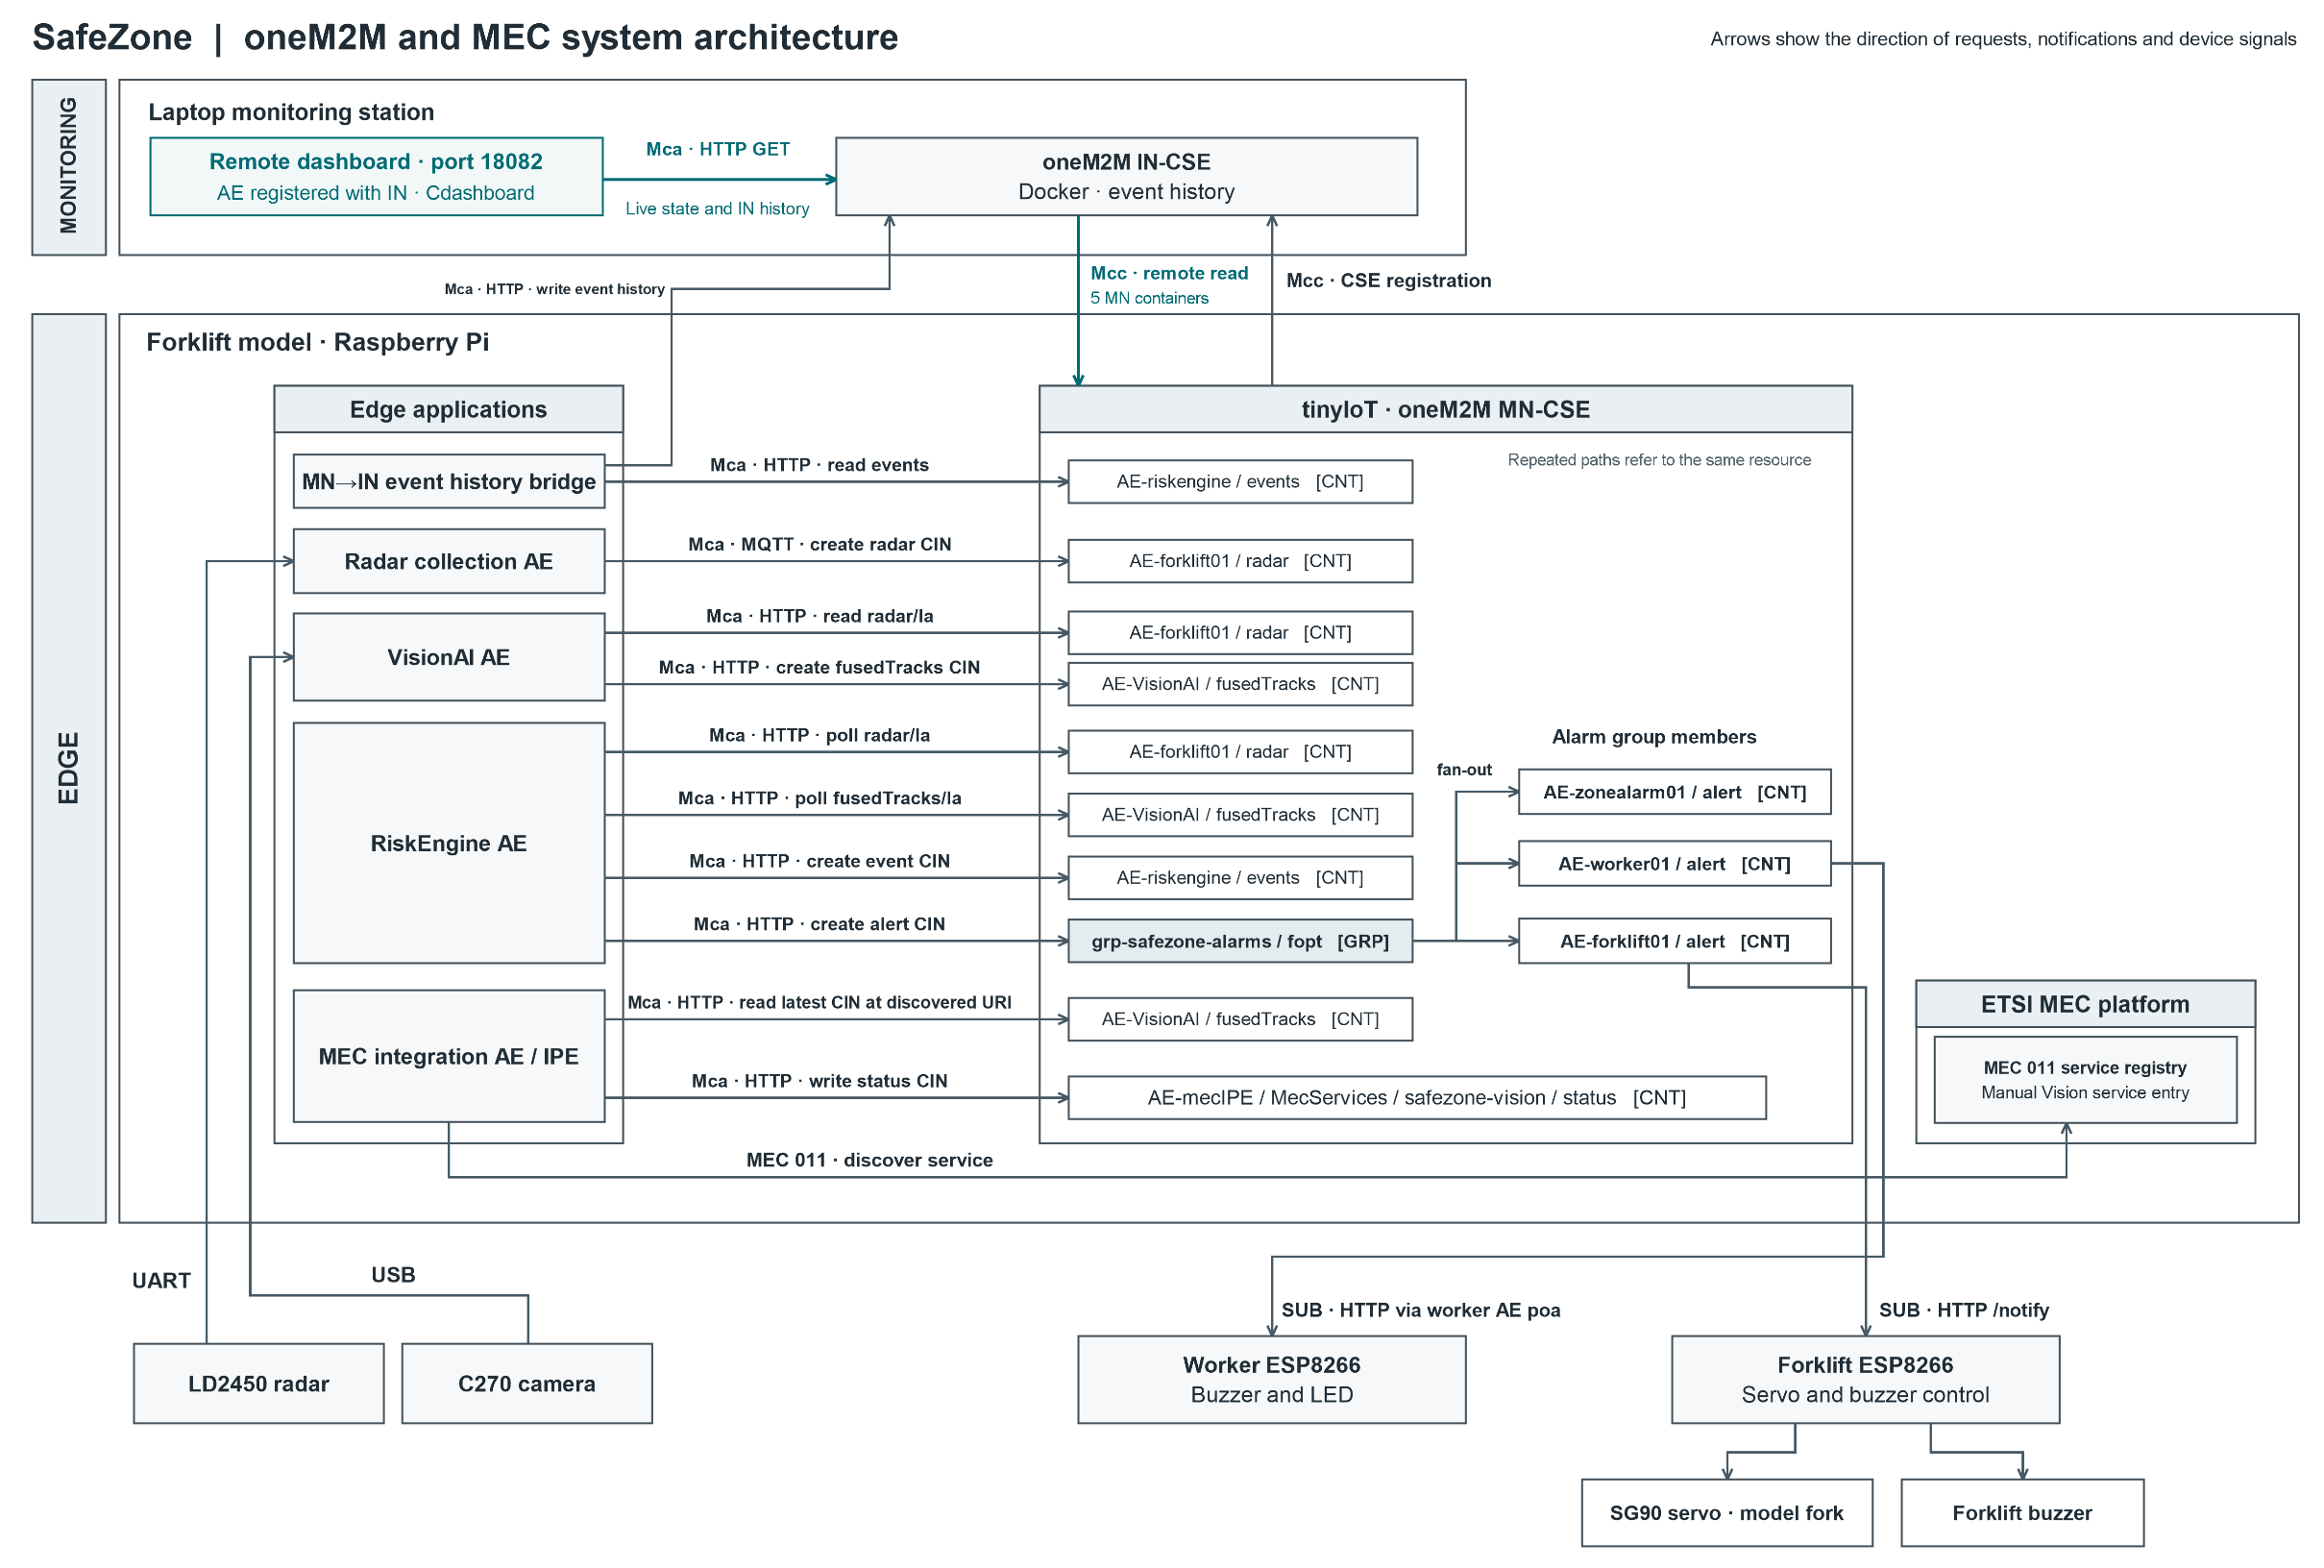 SafeZone | oneM2M and MEC system architecture
Arrows show the direction of requests, notifications and device signals
MONITORING
Laptop monitoring station
Remote dashboard · port 18082
AE registered with IN · Cdashboard
Mca · HTTP GET
Live state and IN history
oneM2M IN-CSE
Docker · event history
Mca · HTTP · write event history
Mcc · remote read
5 MN containers
Mcc · CSE registration
EDGE
Forklift model · Raspberry Pi
Edge applications
tinyIoT · oneM2M MN-CSE
Repeated paths refer to the same resource
MN→IN event history bridge
Mca · HTTP · read events
AE-riskengine / events [CNT]
Radar collection AE
Mca · MQTT · create radar CIN
AE-forklift01 / radar [CNT]
VisionAI AE
Mca · HTTP · read radar/la
AE-forklift01 / radar [CNT]
Mca · HTTP · create fusedTracks CIN
AE-VisionAI / fusedTracks [CNT]
RiskEngine AE
Mca · HTTP · poll radar/la
AE-forklift01 / radar [CNT]
Mca · HTTP · poll fusedTracks/la
AE-VisionAI / fusedTracks [CNT]
Mca · HTTP · create event CIN
AE-riskengine / events [CNT]
Mca · HTTP · create alert CIN
grp-safezone-alarms / fopt [GRP]
Alarm group members
fan-out
AE-zonealarm01 / alert [CNT]
AE-worker01 / alert [CNT]
AE-forklift01 / alert [CNT]
MEC integration AE / IPE
Mca · HTTP · read latest CIN at discovered URI
AE-VisionAI / fusedTracks [CNT]
Mca · HTTP · write status CIN
AE-mecIPE / MecServices / safezone-vision / status [CNT]
ETSI MEC platform
MEC 011 service registry
Manual Vision service entry
MEC 011 · discover service
UART
USB
LD2450 radar
C270 camera
SUB · HTTP via worker AE poa
Worker ESP8266
Buzzer and LED
SUB · HTTP /notify
Forklift ESP8266
Servo and buzzer control
SG90 servo · model fork
Forklift buzzer